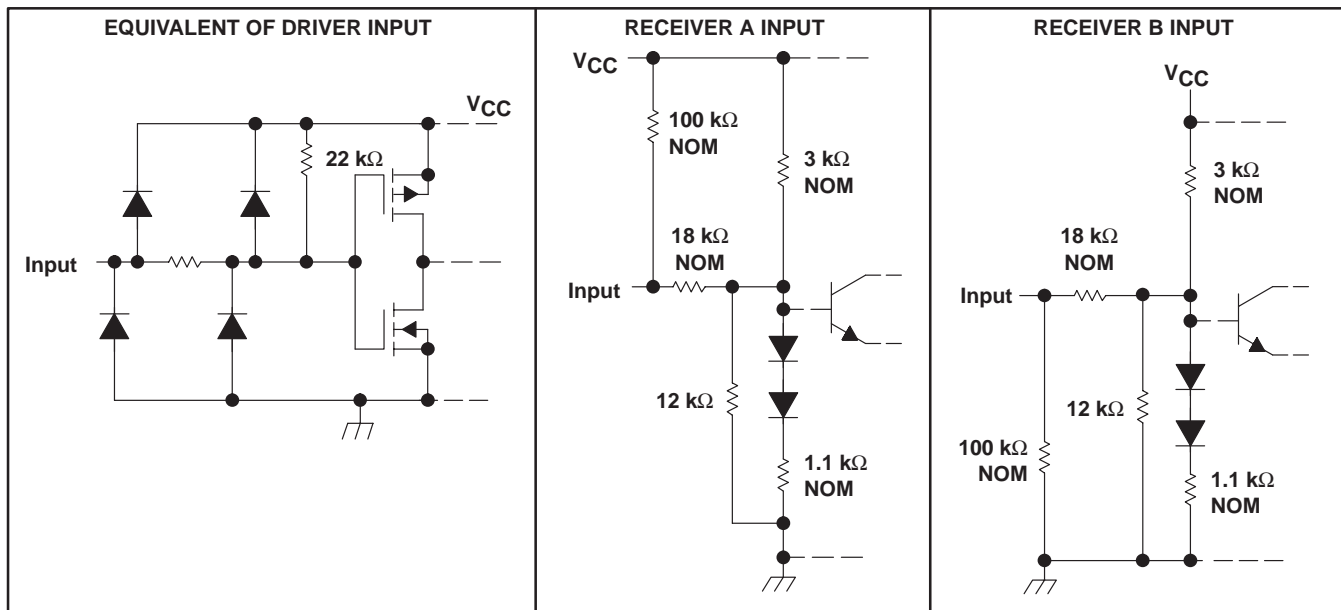 EQUIVALENT OF DRIVER INPUT
VCC
22 kΩ
Input
RECEIVER A INPUT
VCC
100 kΩ
NOM
3 kΩ
NOM
18 kΩ
NOM
Input
12 kΩ
1.1 kΩ
NOM
RECEIVER B INPUT
VCC
3 kΩ
NOM
18 kΩ
NOM
Input
12 kΩ
100 kΩ
NOM
1.1 kΩ
NOM